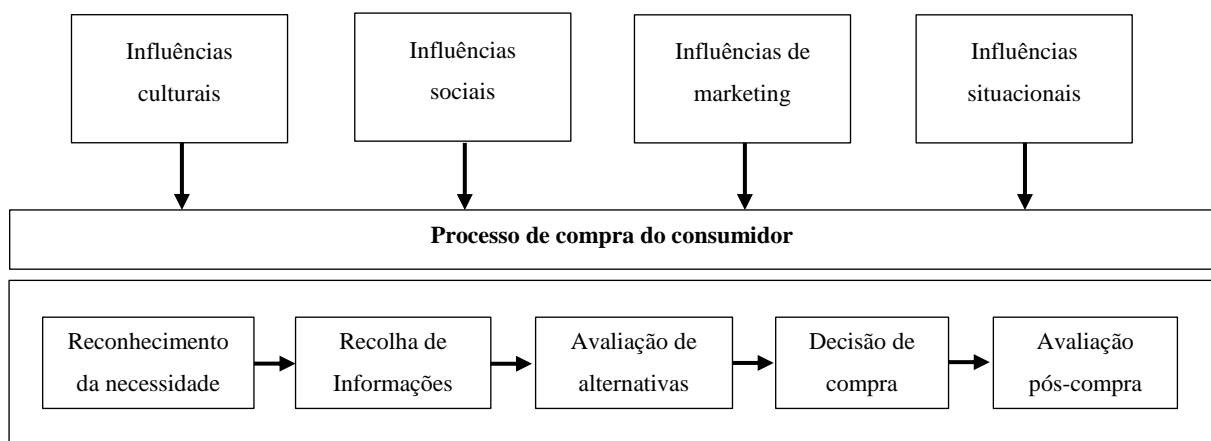 Influências
culturais
Influências
sociais
Influências de
marketing
Influências
situacionais
Processo de compra do consumidor
Reconhecimento
da necessidade
Recolha de
Informações
Avaliação de
alternativas
Decisão de
compra
Avaliação
pós-compra